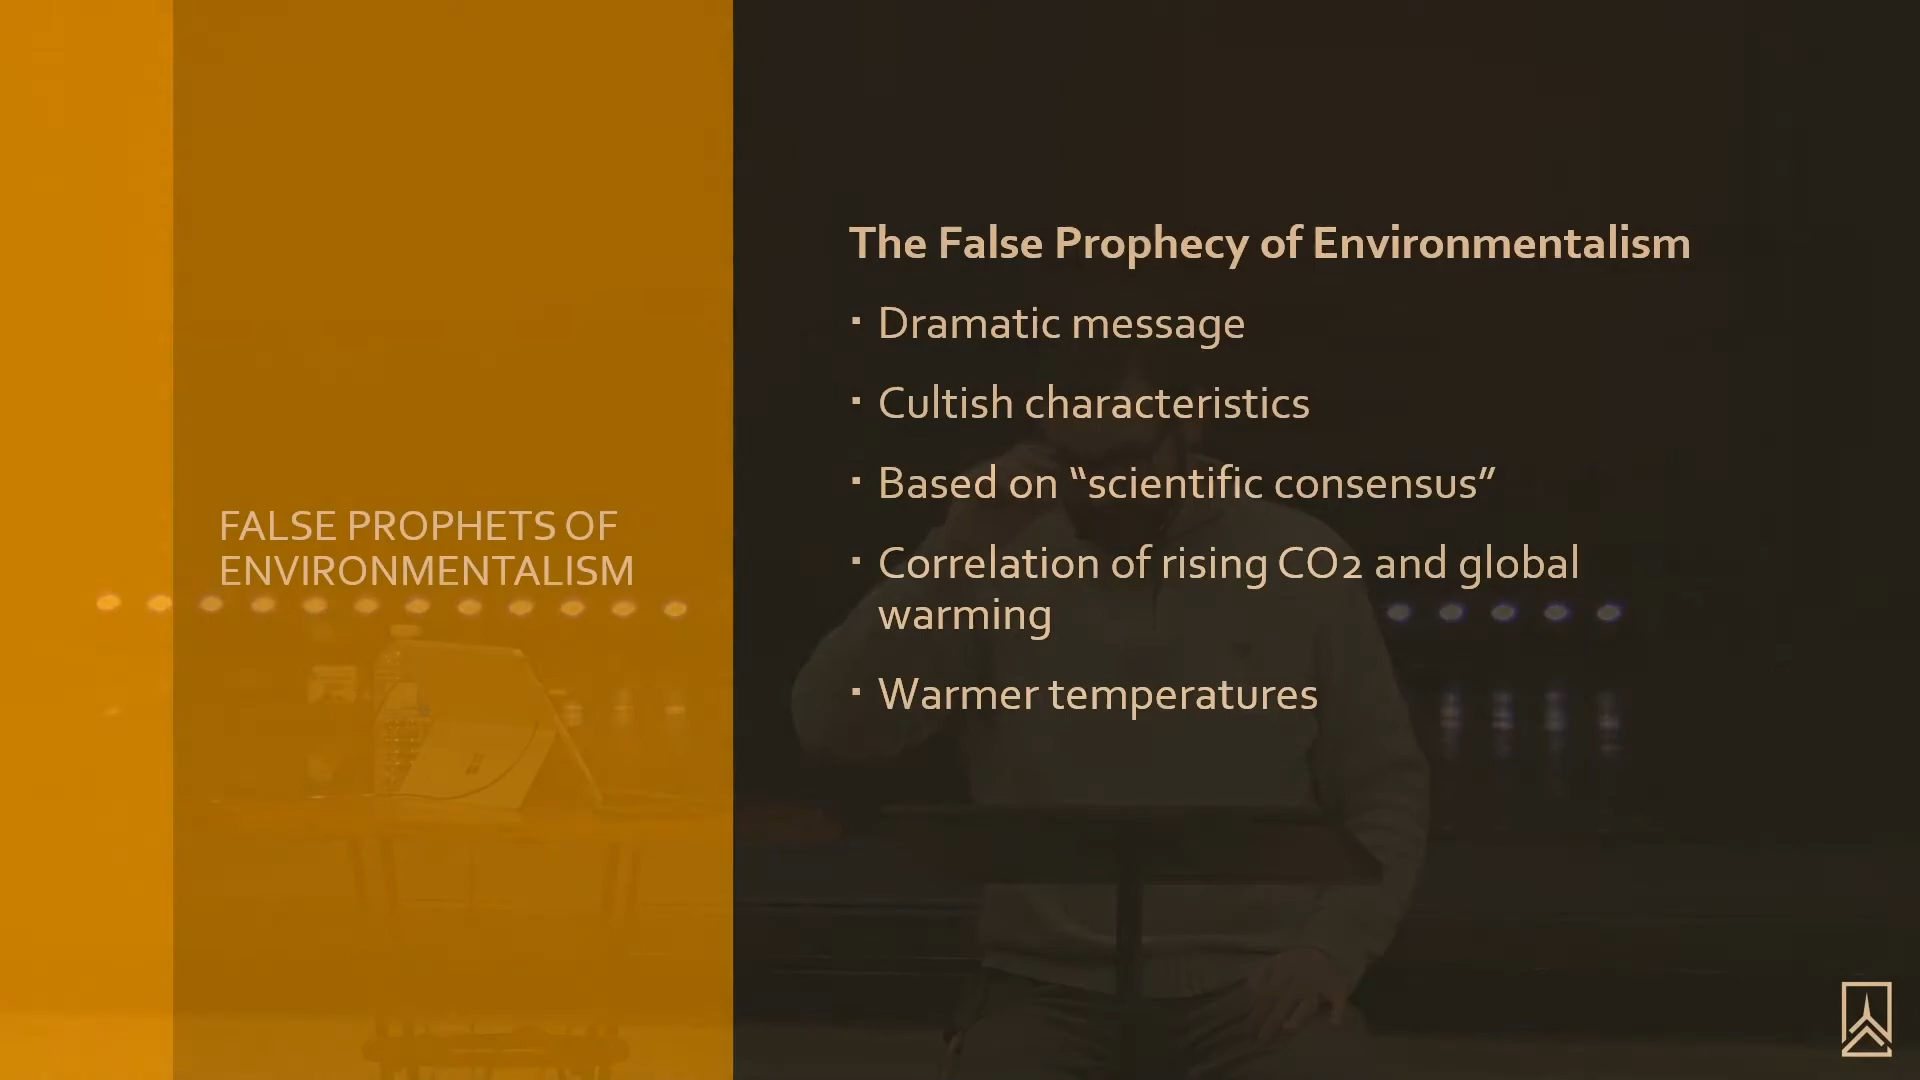 FALSE PROPHETS OF
ENVIRONMENTALISM
The False Prophecy of Environmentalism
▪ Dramatic message
▪ Cultish characteristics
▪ Based on “scientific consensus”
▪ Correlation of rising CO2 and global
warming
▪ Warmer temperatures